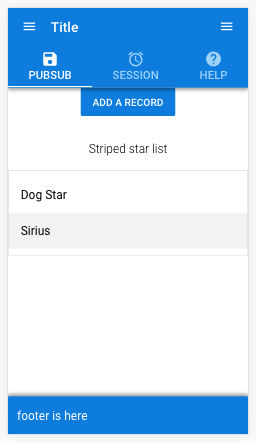 Title
PUBSUB SESSION HELP
ADD A RECORD
Striped star list
Dog Star
Sirius
footer is here